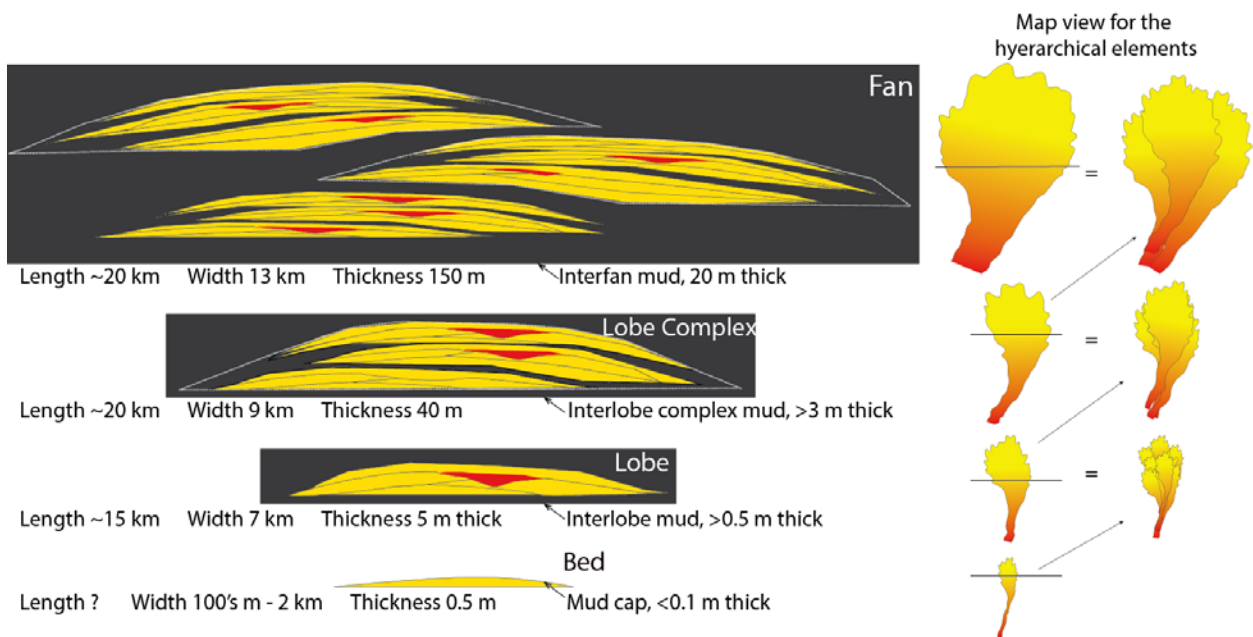 Map view for the
hyerarchical elements
Fan
=
Length ~20 km Width 13 km Thickness 150 m Interfan mud, 20 m thick
Lobe Complex
=
Length ~20 km Width 9 km Thickness 40 m Interlobe complex mud, >3 m thick
Lobe
=
Length ~15 km Width 7 km Thickness 5 m thick Interlobe mud, >0.5 m thick
Bed
Length ? Width 100's m - 2 km Thickness 0.5 m Mud cap, <0.1 m thick